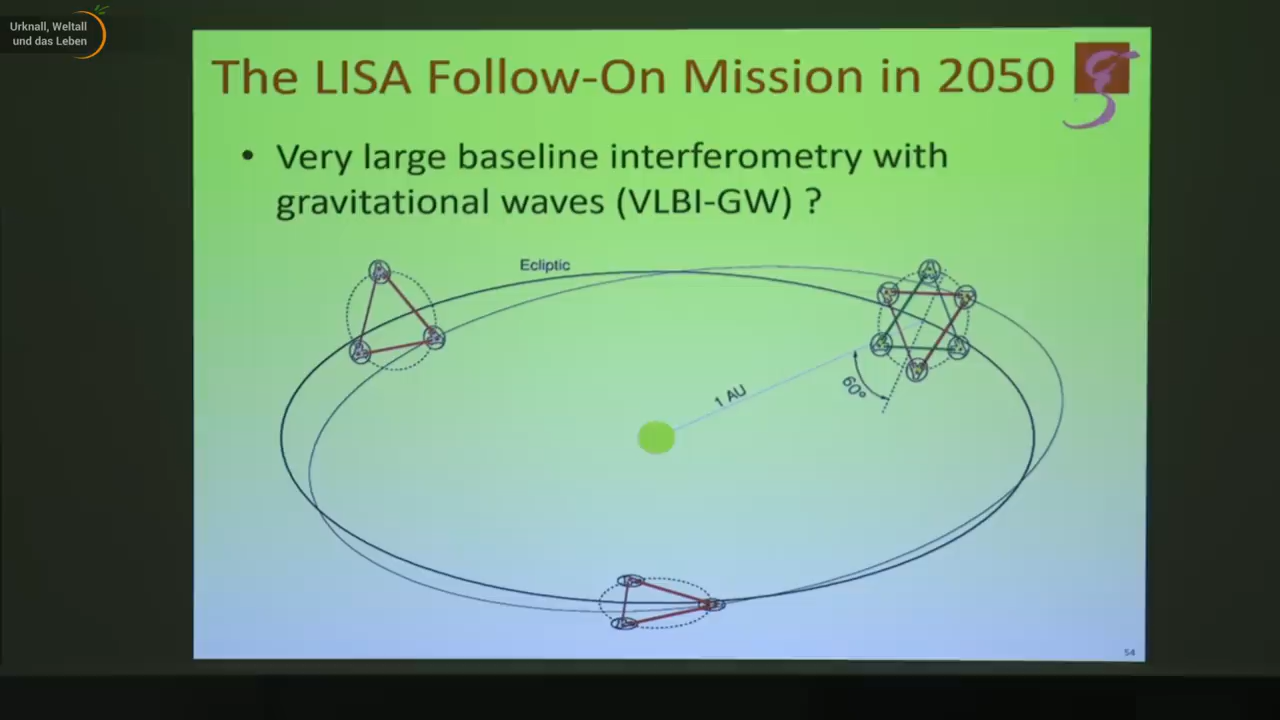 Urknall, Weltall
und das Leben
The LISA Follow-On Mission in 2050
• Very large baseline interferometry with
gravitational waves (VLBI-GW) ?
Ecliptic
1 AU
60°
54